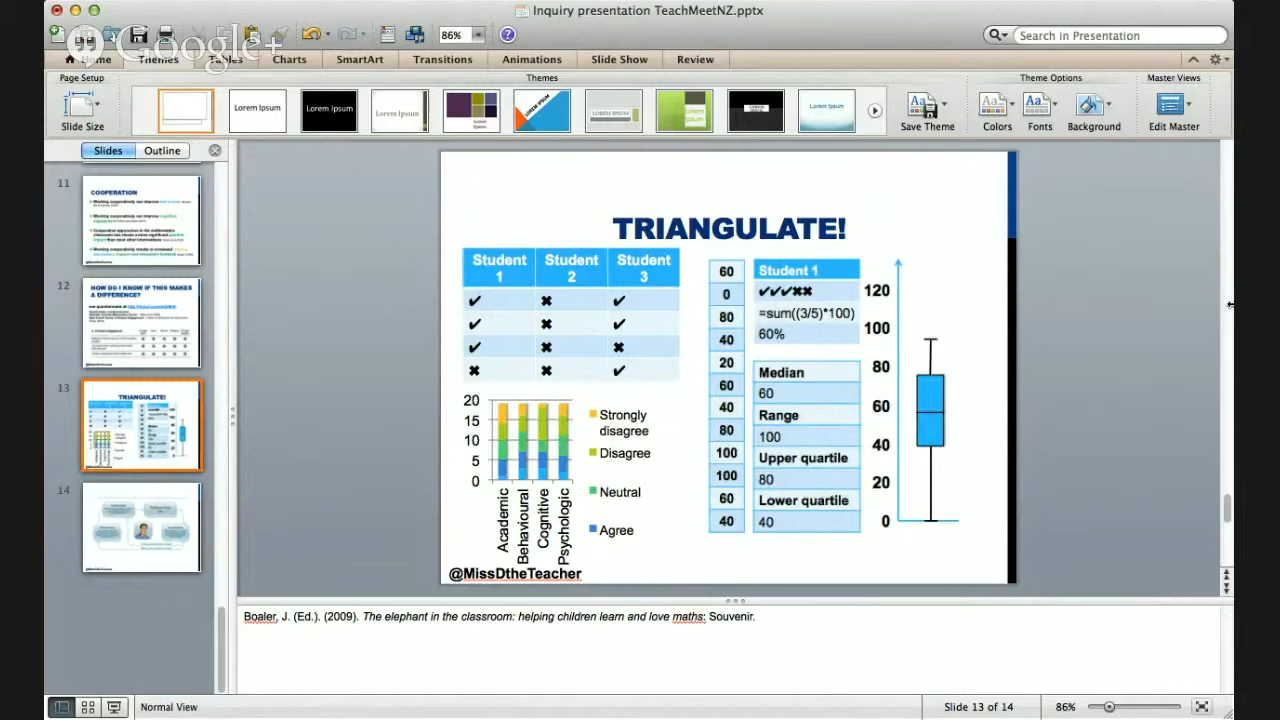 Inquiry presentation TeachMeetNZ.pptx
Google+
86%
Search in Presentation
Home Themes Tables Charts SmartArt Transitions Animations Slide Show Review
Page Setup
Themes
Theme Options
Master Views
Slide Size
Lorem Ipsum
Lorem Ipsum
Lorem Ipsum
LOREM IPSUM
Lorem Ipsum
Save Theme
Colors
Fonts
Background
Edit Master
Slides
Outline
11
COOPERATION
12
HOW DO I KNOW IF THIS MAKES
A DIFFERENCE?
13
TRIANGULATE!
14
TRIANGULATE!
Student 1
Student 2
Student 3
✔ ✖ ✔
✔ ✖ ✔
✔ ✖ ✖
✖ ✖ ✔
20
15
10
5
0
Academic
Behavioural
Cognitive
Psychologic
Strongly
disagree
Disagree
Neutral
Agree
@MissDtheTeacher
60
0
80
40
20
60
40
80
100
100
60
40
Student 1
✔✔✔✖✖
=sum((3/5)*100)
60%
Median
60
Range
100
Upper quartile
80
Lower quartile
40
120
100
80
60
40
20
0
Boaler, J. (Ed.). (2009). The elephant in the classroom: helping children learn and love maths: Souvenir.
Normal View
Slide 13 of 14
86%